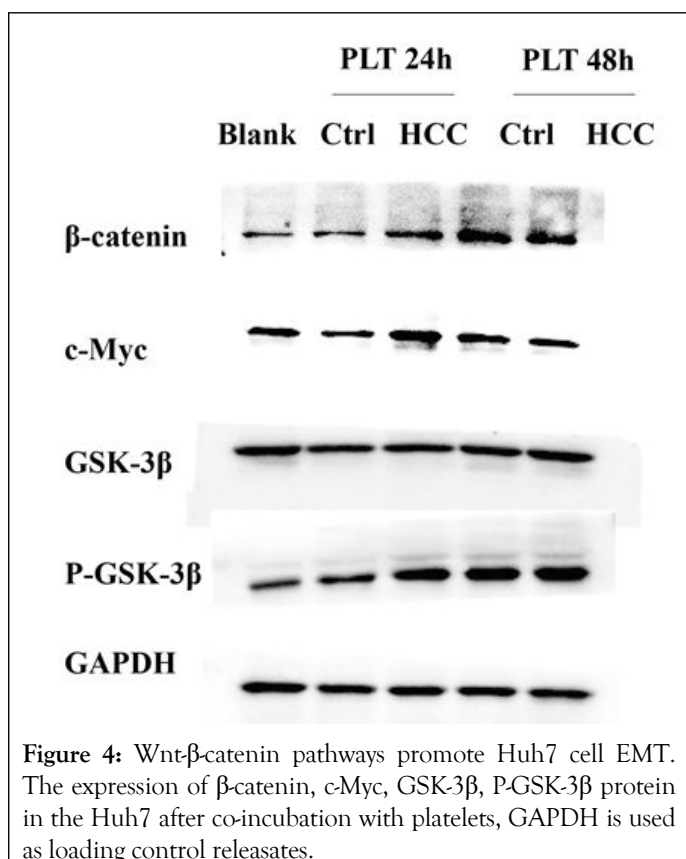 PLT 24h PLT 48h
Blank Ctrl HCC Ctrl HCC
β-catenin
c-Myc
GSK-3β
P-GSK-3β
GAPDH
Figure 4: Wnt-β-catenin pathways promote Huh7 cell EMT.
The expression of β-catenin, c-Myc, GSK-3β, P-GSK-3β protein
in the Huh7 after co-incubation with platelets, GAPDH is used
as loading control releasates.